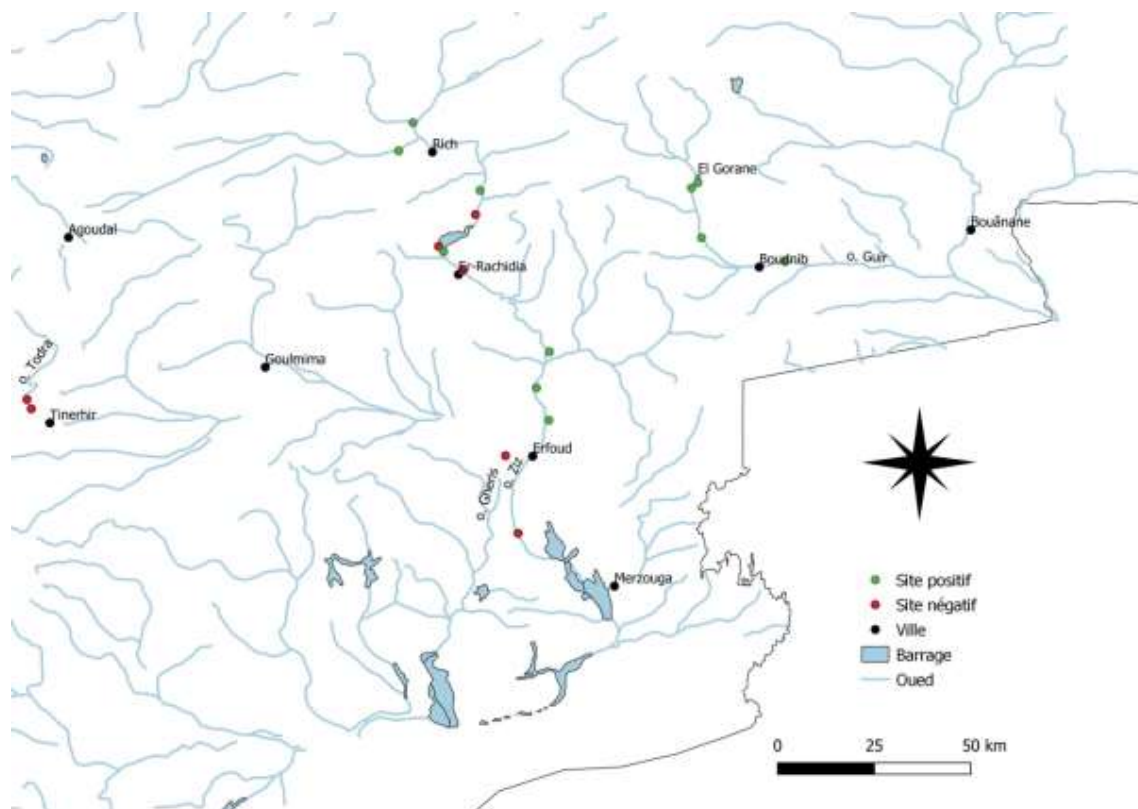 Rich
El Gorane
Agoudal
Bouânane
Er-Rachidia
Boudnib
o. Guir
o. Todra
Goulmima
Tinerhir
Erfoud
o. Ziz
o. Gheris
Merzouga
Site positif
Site négatif
Ville
Barrage
Oued
0 25 50 km